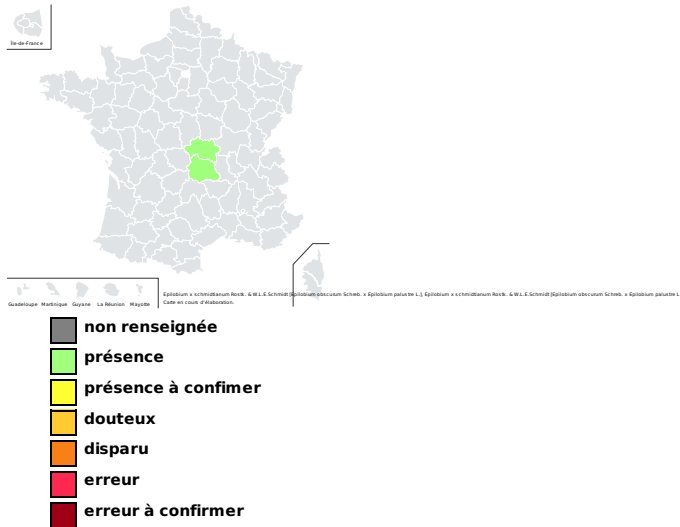 Île-de-France
Guadeloupe Martinique Guyane La Réunion Mayotte
Epilobium x schmidtianum Rostk. & W.L.E.Schmidt [Epilobium obscurum Schreb. x Epilobium palustre L.], Epilobium x schmidtianum Rostk. & W.L.E.Schmidt [Epilobium obscurum Schreb. x Epilobium palustre L
Carte en cours d'élaboration.
non renseignée
présence
présence à confimer
douteux
disparu
erreur
erreur à confirmer